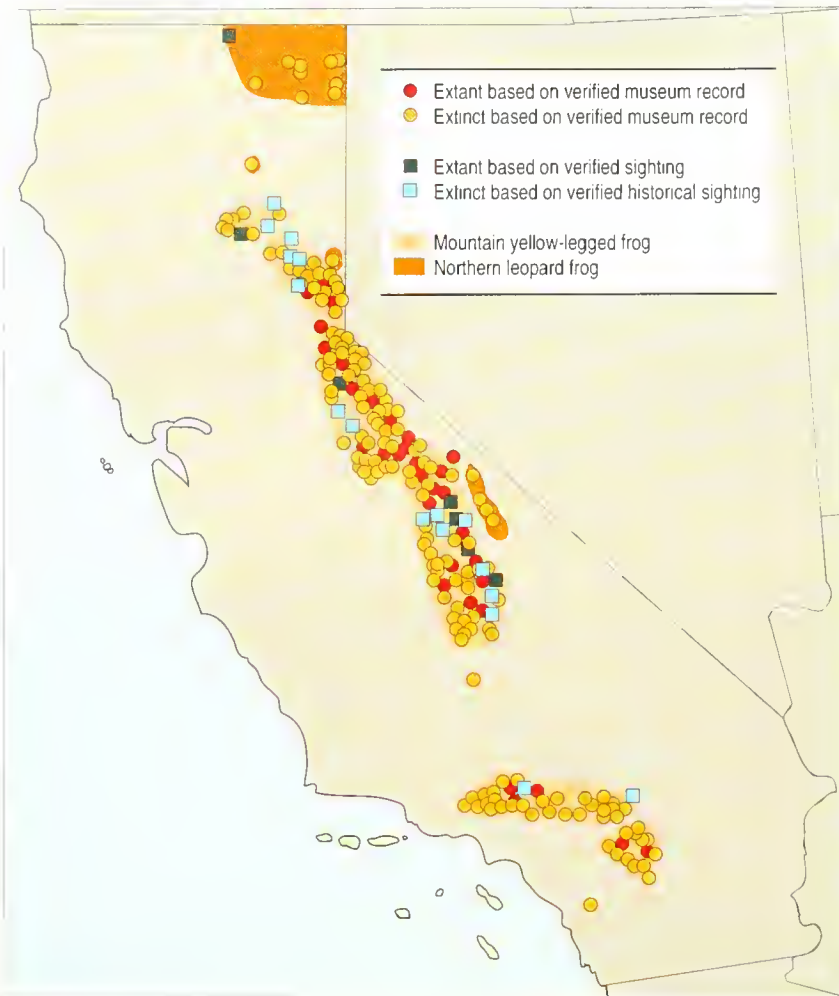 Extant based on verified museum record
Extinct based on verified museum record
Extant based on verified sighting
Extinct based on verified historical sighting
Mountain yellow-legged frog
Northern leopard frog